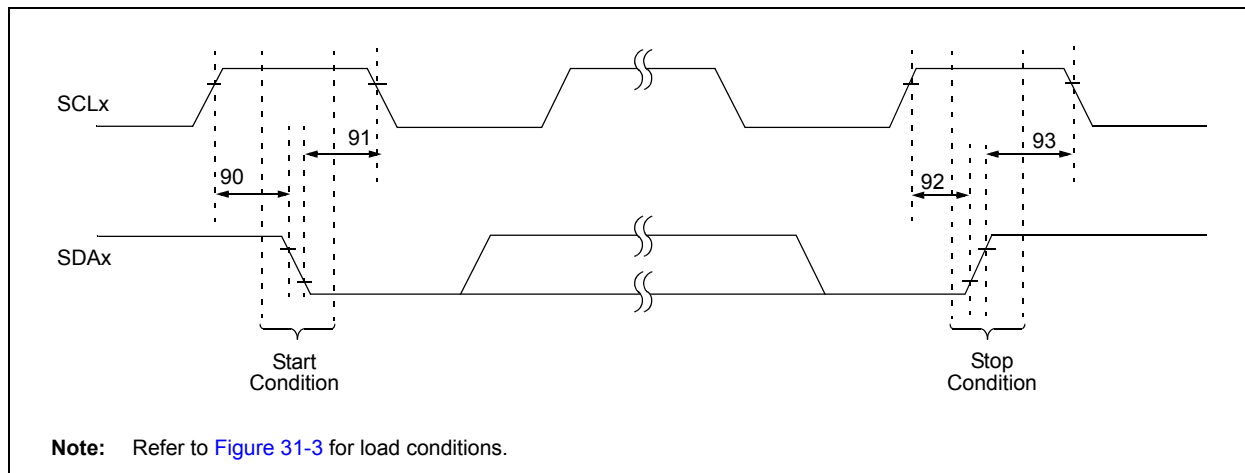 SCLx
91
93
90
92
SDAx
Start
Condition
Stop
Condition
Note: Refer to Figure 31-3 for load conditions.